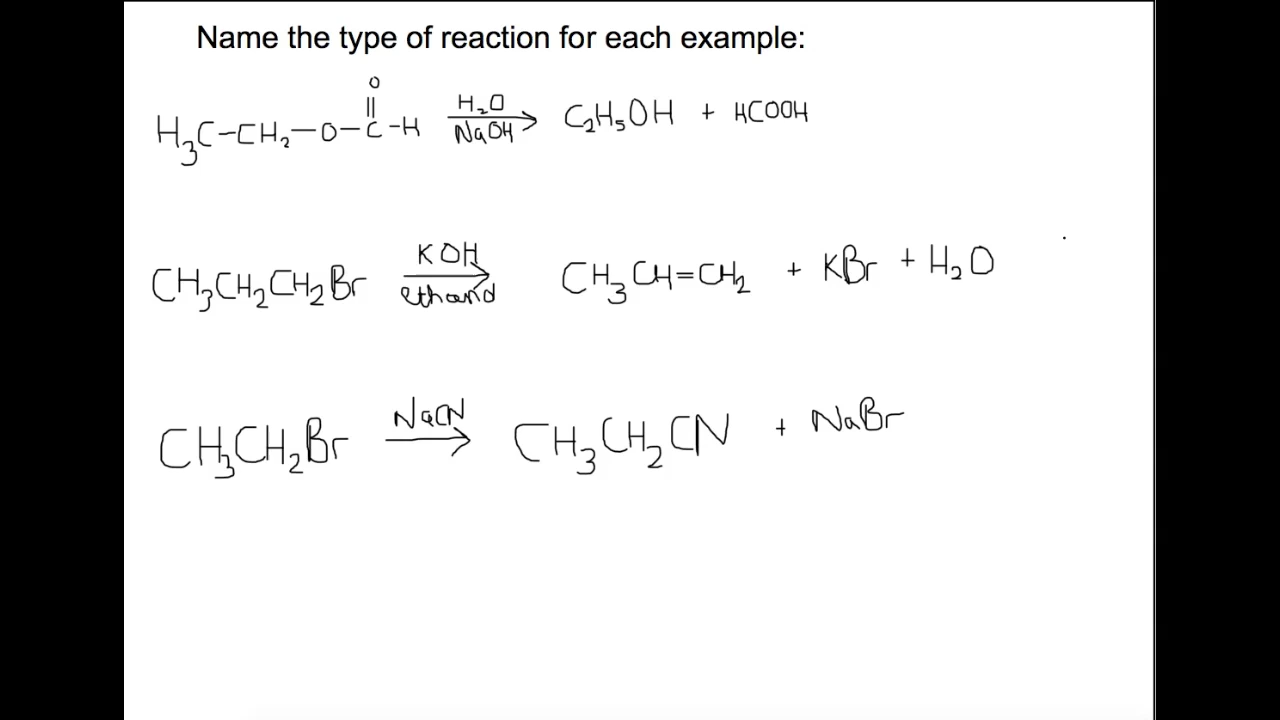 Name the type of reaction for each example:
O
H₃C-CH₂-O-C-H H₂O NaOH → C₂H₅OH + HCOOH
CH₃CH₂CH₂Br KOH ethanol → CH₃CH=CH₂ + KBr + H₂O
CH₃CH₂Br NaCN → CH₃CH₂CN + NaBr